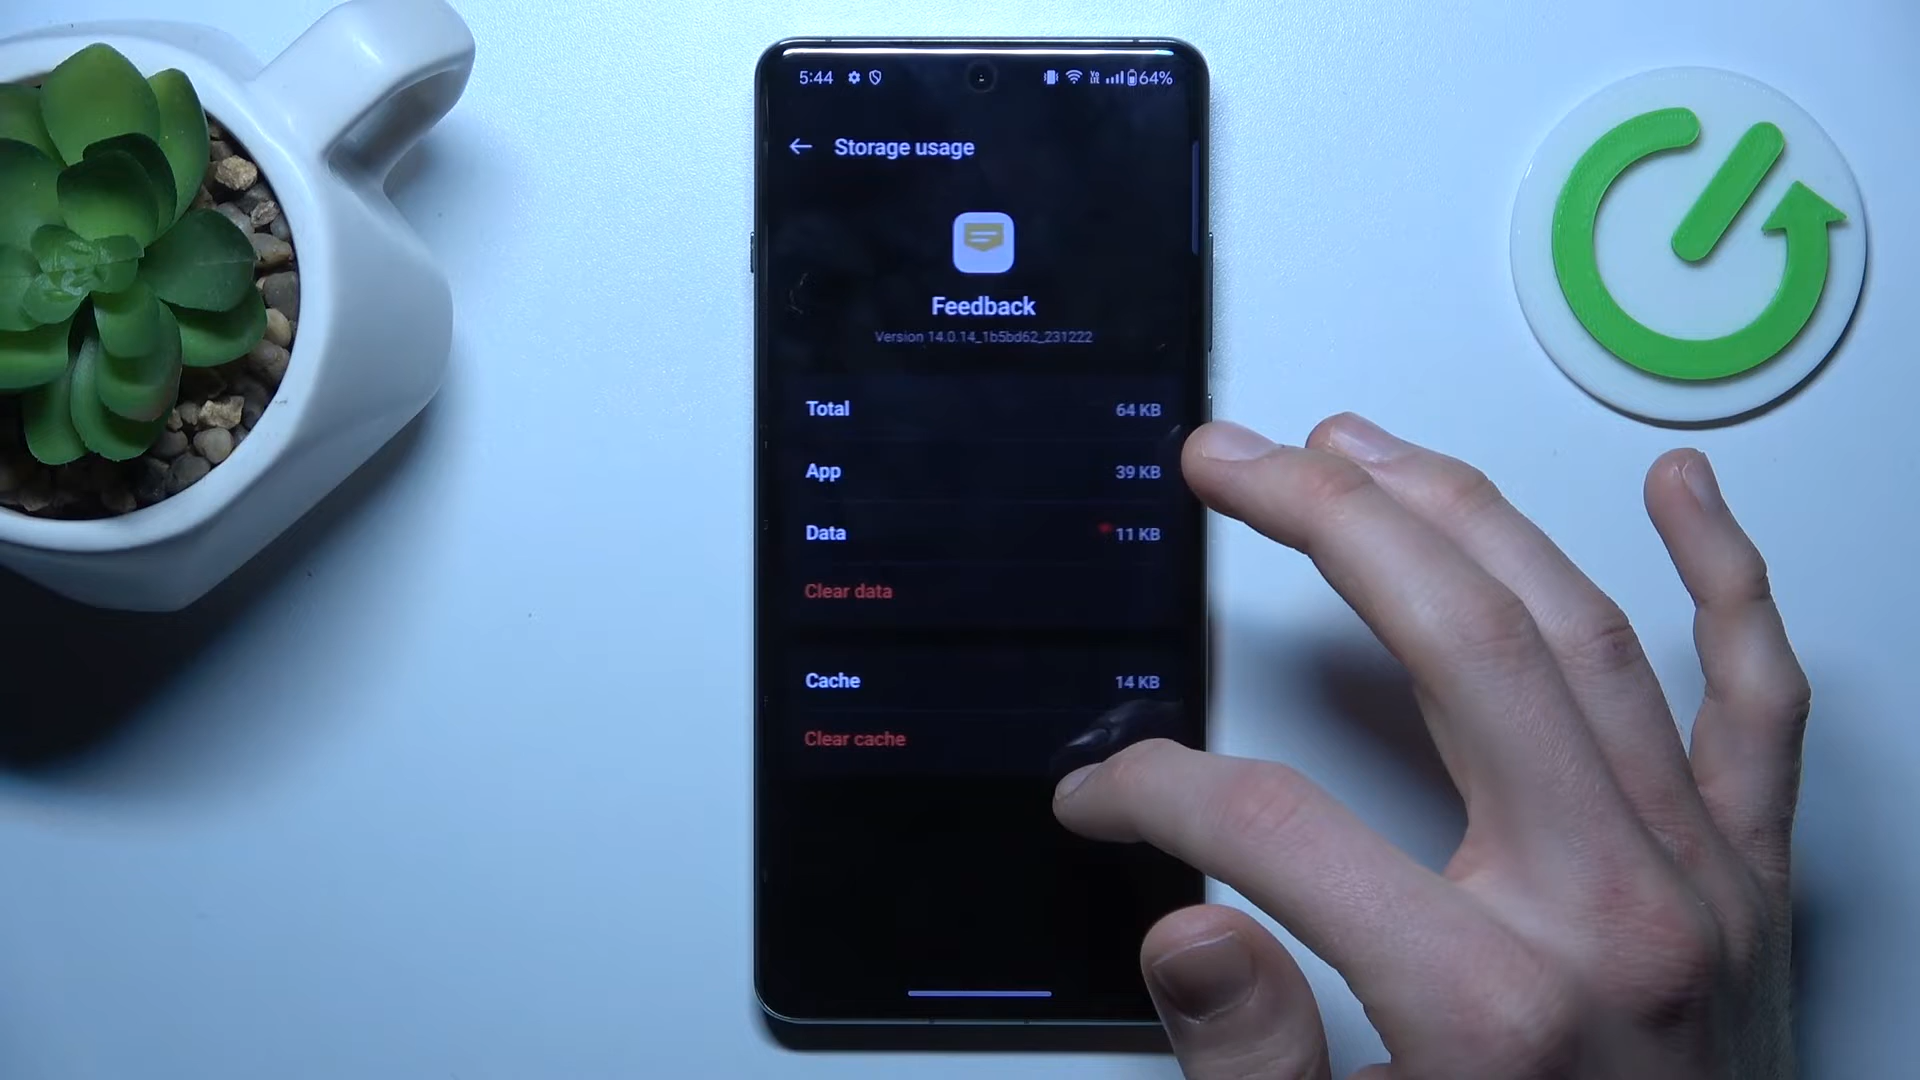 5:44 64%
Storage usage
Feedback
Version 14.0.14_1b5bd62_231222
Total 64 KB
App 39 KB
Data 11 KB
Clear data
Cache 14 KB
Clear cache